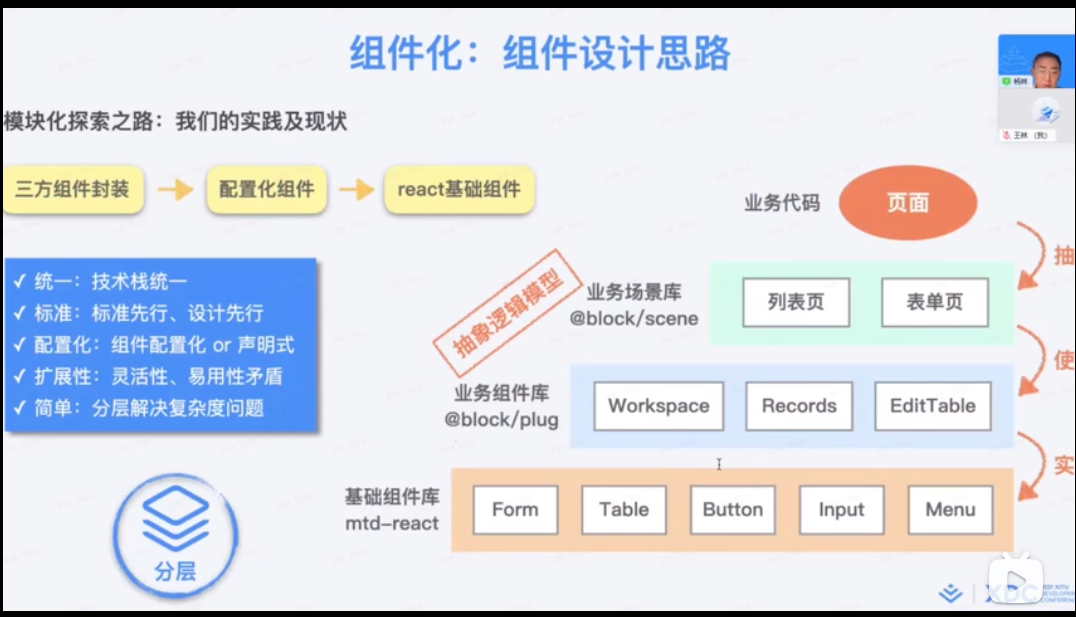 组件化：组件设计思路
杨林
王林（我）
模块化探索之路：我们的实践及现状
三方组件封装
配置化组件
react基础组件
✓ 统一：技术栈统一
✓ 标准：标准先行、设计先行
✓ 配置化：组件配置化 or 声明式
✓ 扩展性：灵活性、易用性矛盾
✓ 简单：分层解决复杂度问题
分层
抽象逻辑模型
业务代码
页面
抽
业务场景库
@block/scene
列表页
表单页
使
业务组件库
@block/plug
Workspace
Records
EditTable
实
基础组件库
mtd-react
Form
Table
Button
Input
Menu
XDC